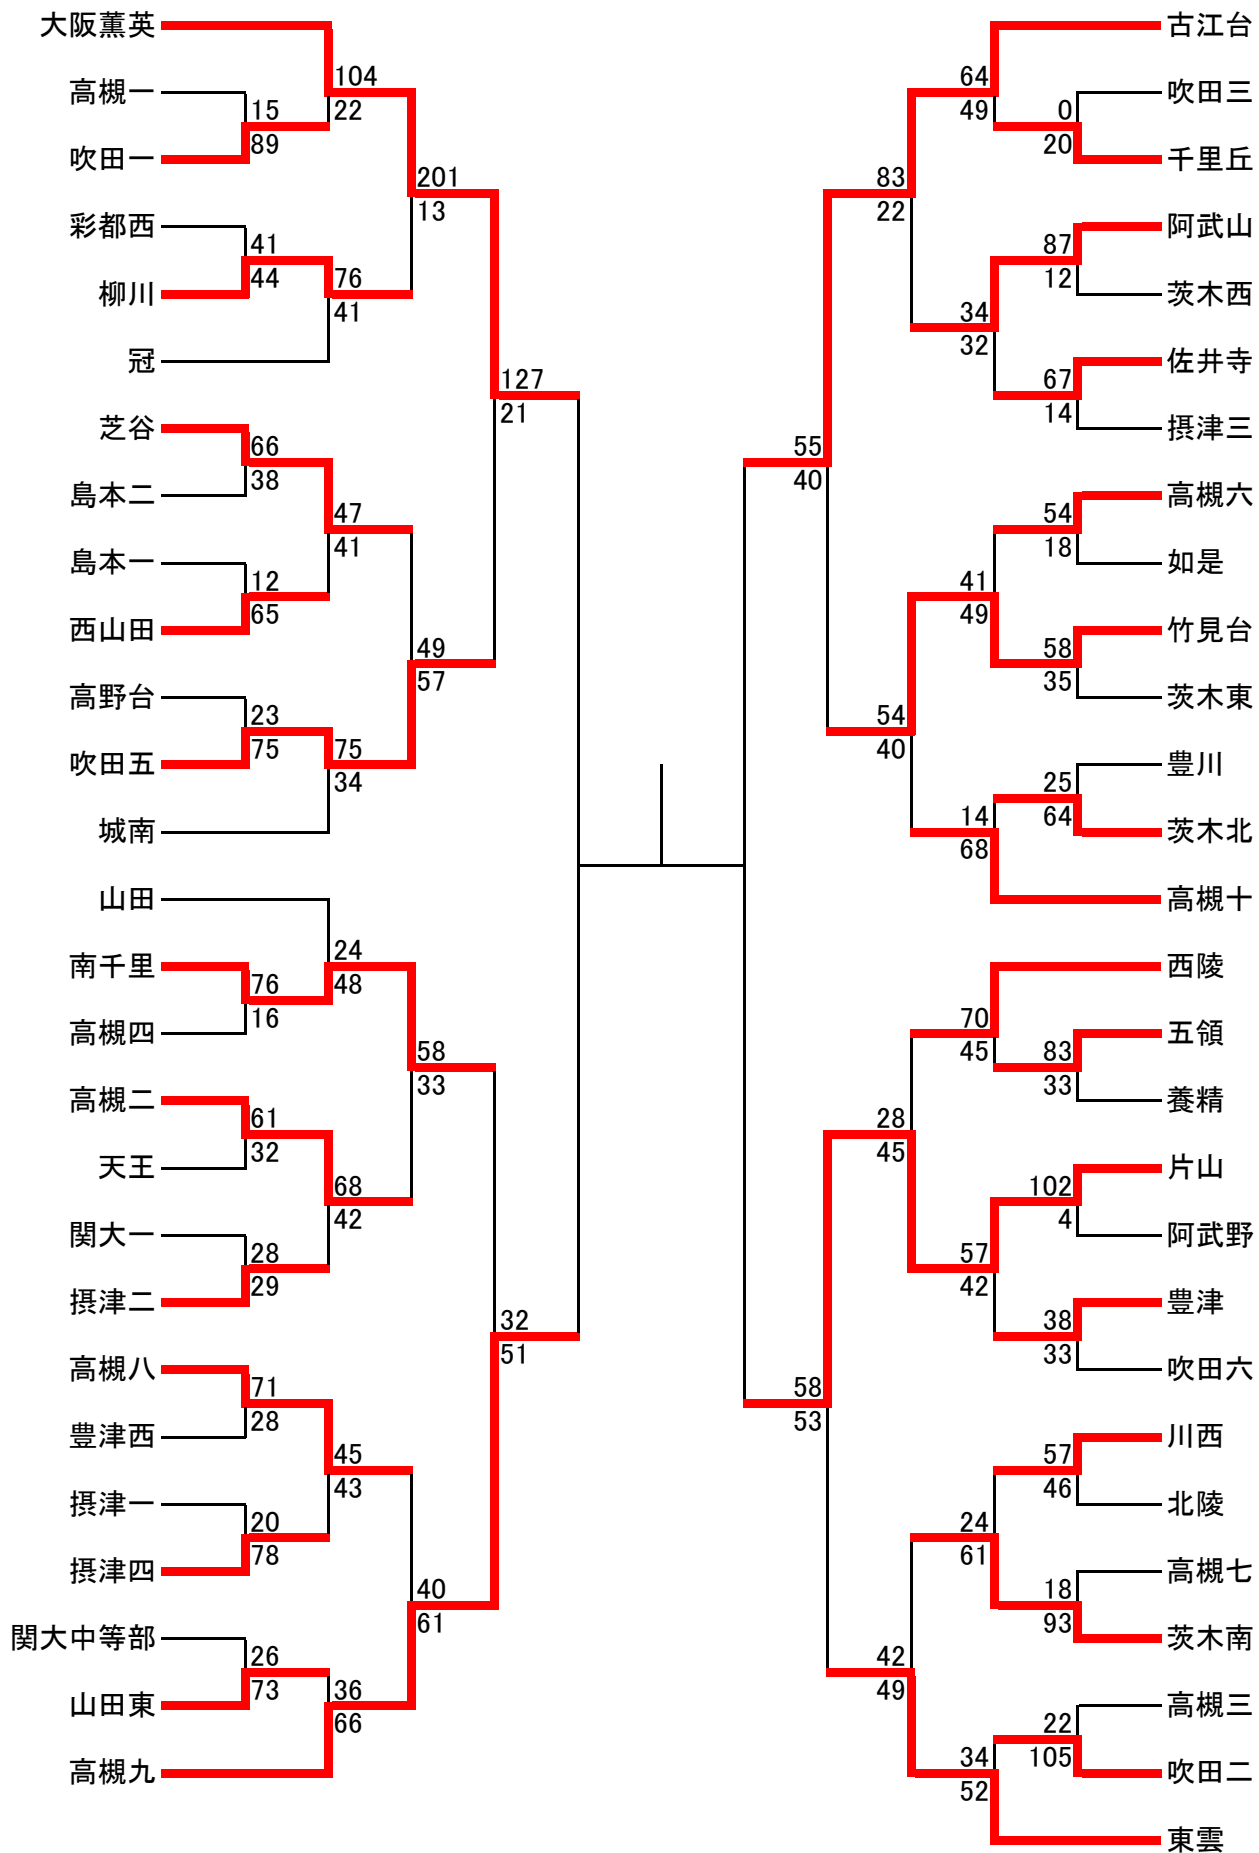 大阪薫英
高槻一
吹田一
彩都西
柳川
冠
芝谷
島本二
島本一
西山田
高野台
吹田五
城南
山田
南千里
高槻四
高槻二
天王
関大一
摂津二
高槻八
豊津西
摂津一
摂津四
関大中等部
山田東
高槻九
15
89
41
44
66
38
12
65
23
75
76
16
61
32
28
29
71
28
20
78
26
73
104
22
76
41
47
41
75
34
24
48
68
42
45
43
36
66
201
13
49
57
58
33
40
61
127
21
32
51
55
40
58
53
83
22
54
40
28
45
42
49
64
49
34
32
41
49
14
68
70
45
57
42
24
61
34
52
0
20
87
12
67
14
54
18
58
35
25
64
83
33
102
4
38
33
57
46
18
93
22
105
古江台
吹田三
千里丘
阿武山
茨木西
佐井寺
摂津三
高槻六
如是
竹見台
茨木東
豊川
茨木北
高槻十
西陵
五領
養精
片山
阿武野
豊津
吹田六
川西
北陵
高槻七
茨木南
高槻三
吹田二
東雲